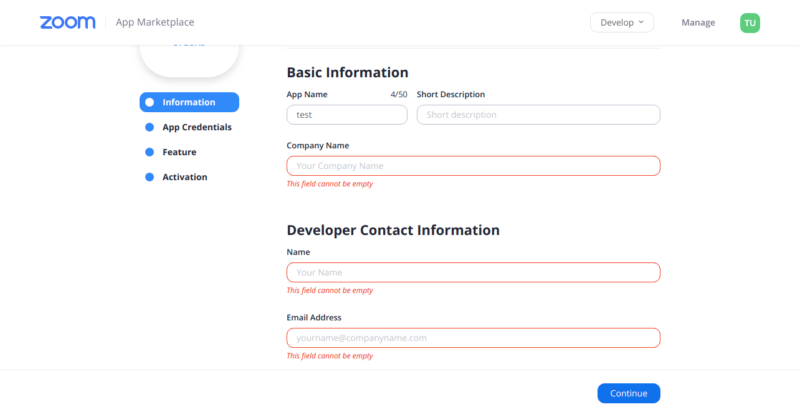 zoom App Marketplace Develop Manage TU
Basic Information
App Name 4/50 Short Description
Information
test Short description
App Credentials
Company Name
Feature
Your Company Name
Activation
This field cannot be empty
Developer Contact Information
Name
Your Name
This field cannot be empty
Email Address
yourname@companyname.com
This field cannot be empty
Continue